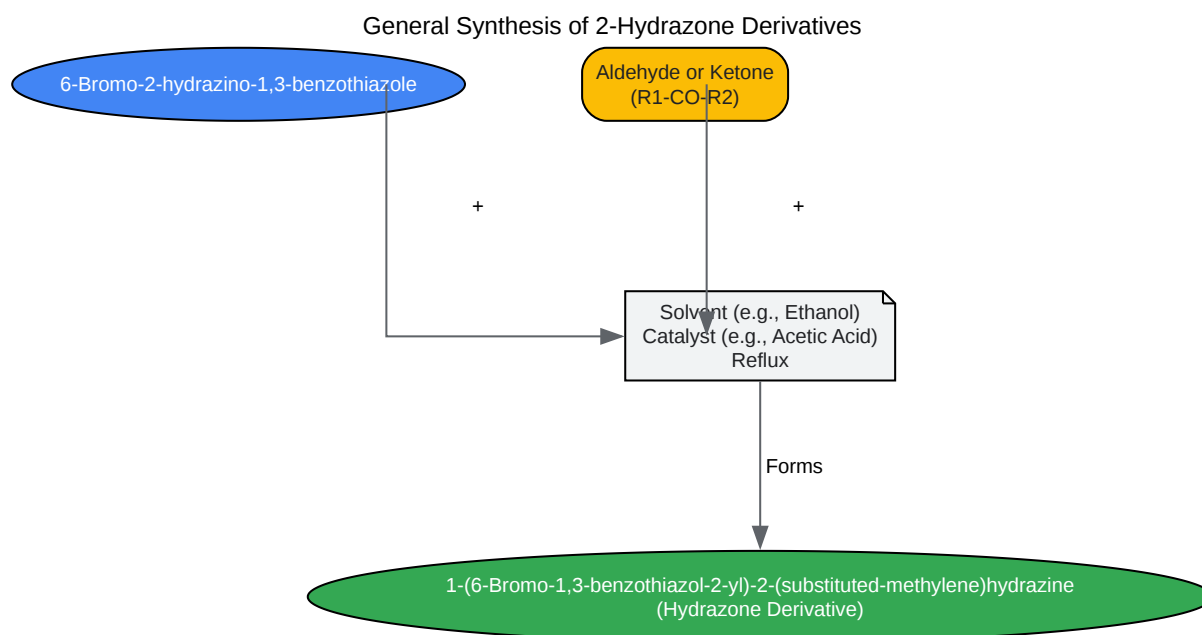 General Synthesis of 2-Hydrazone Derivatives
6-Bromo-2-hydrazino-1,3-benzothiazole
Aldehyde or Ketone
(R1-CO-R2)
+
+
Solvent (e.g., Ethanol)
Catalyst (e.g., Acetic Acid)
Reflux
Forms
1-(6-Bromo-1,3-benzothiazol-2-yl)-2-(substituted-methylene)hydrazine
(Hydrazone Derivative)